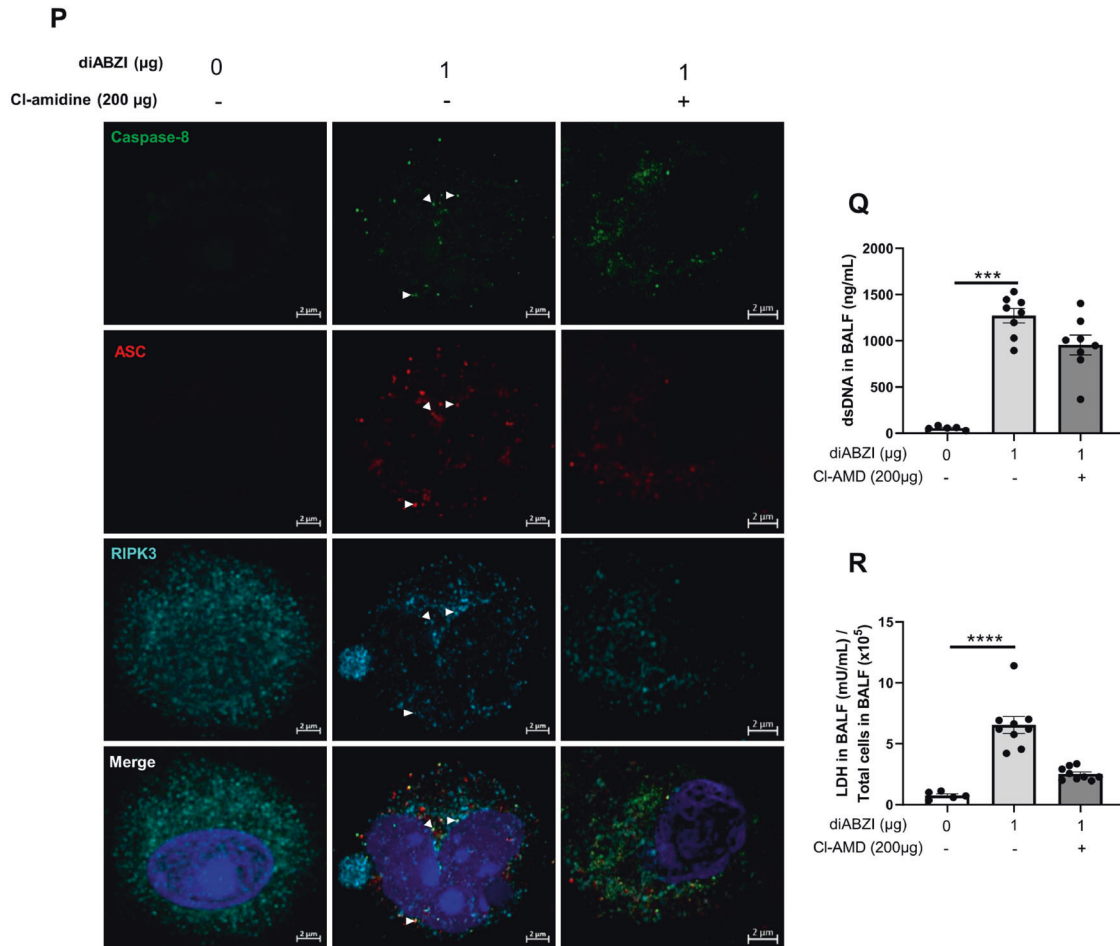 P
diABZI (µg) 0 1 1
Cl-amidine (200 µg) - - +
Caspase-8
2 µm 2 µm 2 µm
ASC
2 µm 2 µm 2 µm
RIPK3
2 µm 2 µm 2 µm
Merge
2 µm 2 µm 2 µm
Q
dsDNA in BALF (ng/mL)
2000
1500
1000
500
0
***
diABZI (µg) 0 1 1
Cl-AMD (200µg) - - +
R
LDH in BALF (mU/mL) /
Total cells in BALF (x10⁵)
15
10
5
0
****
diABZI (µg) 0 1 1
Cl-AMD (200µg) - - +